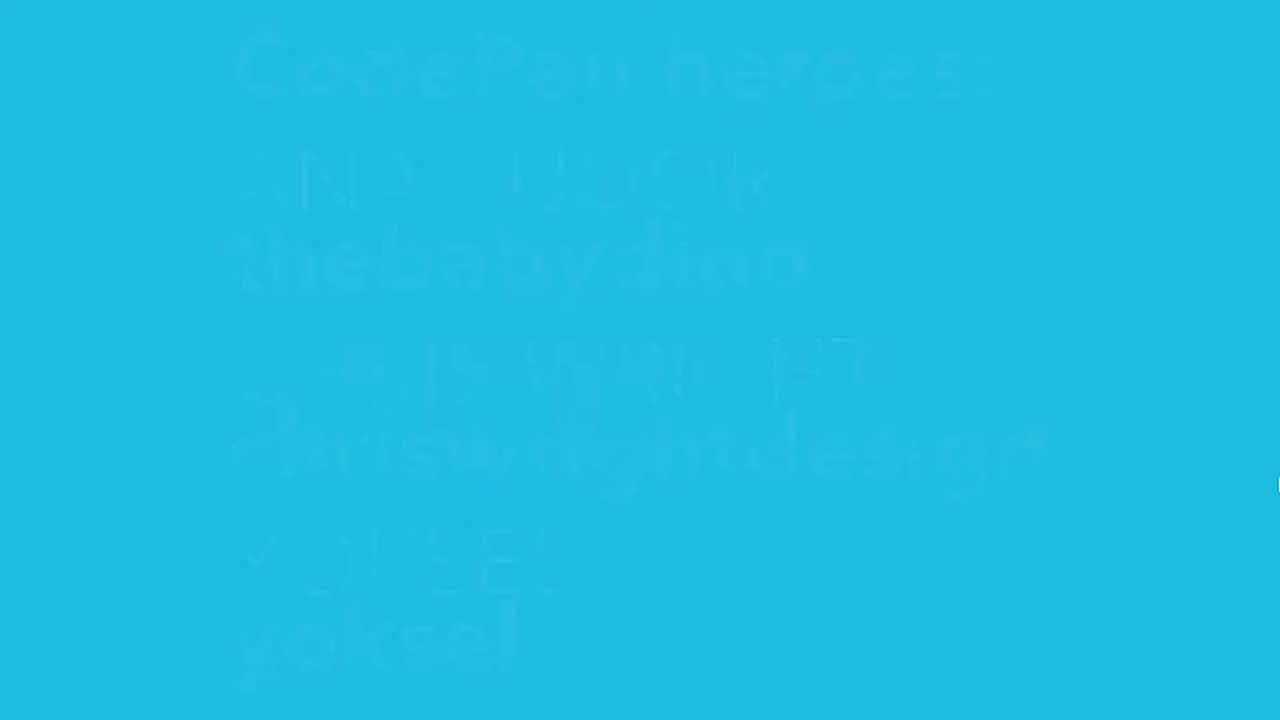 CodePen heroes:
ANA TUDOR
thebabydino
CHRIS WRIGHT
chriswrightdesign
YOKSEL
yoksel